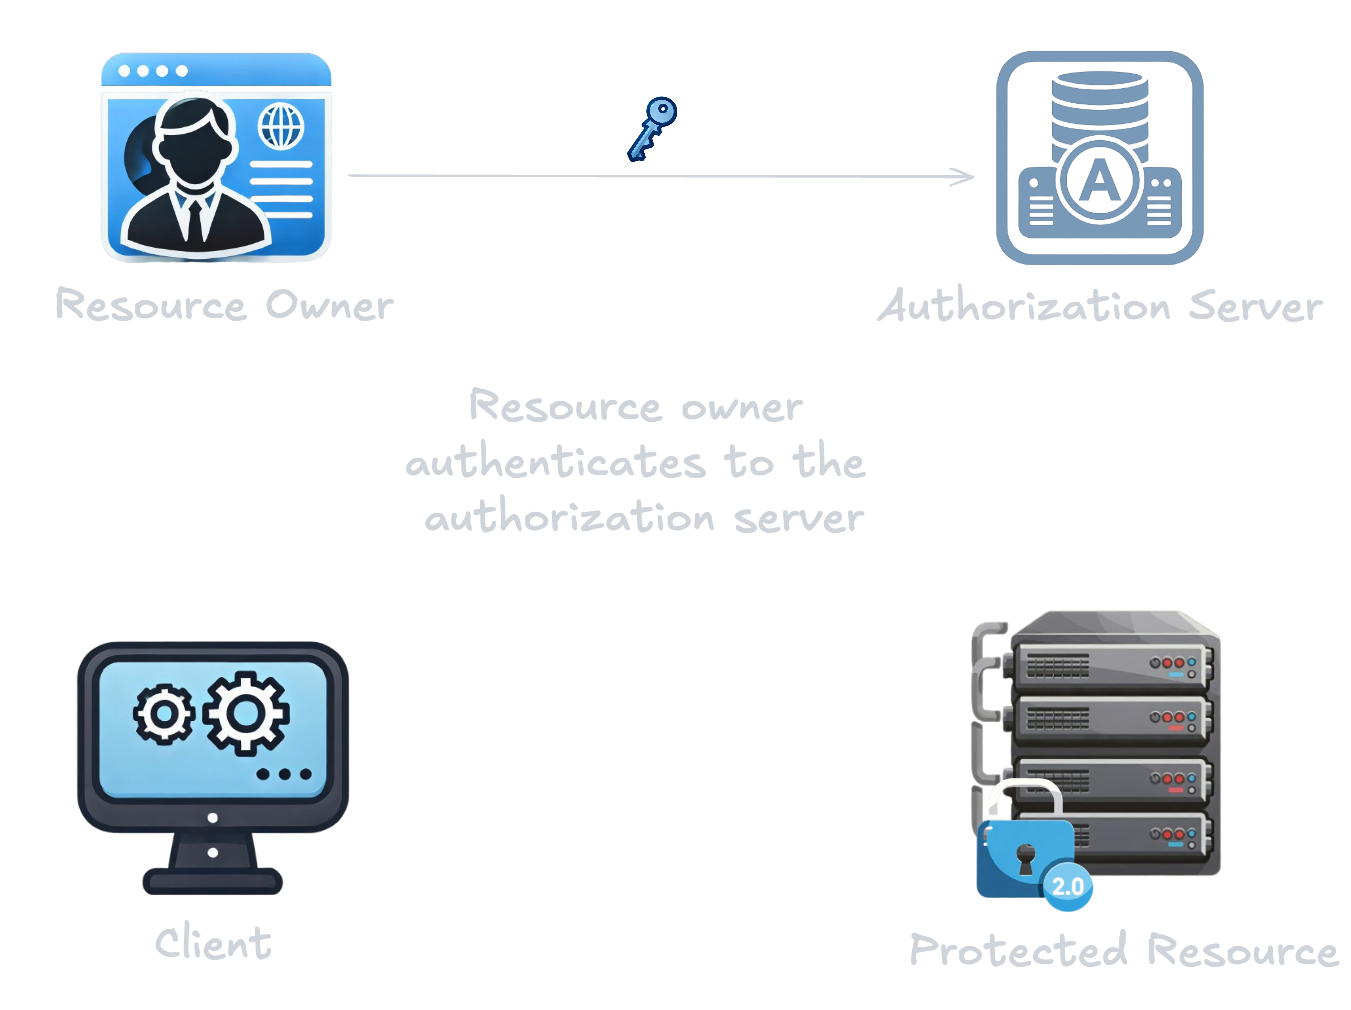 A
Resource Owner
Authorization Server
Resource owner
authenticates to the
authorization server
2.0
Client
Protected Resource